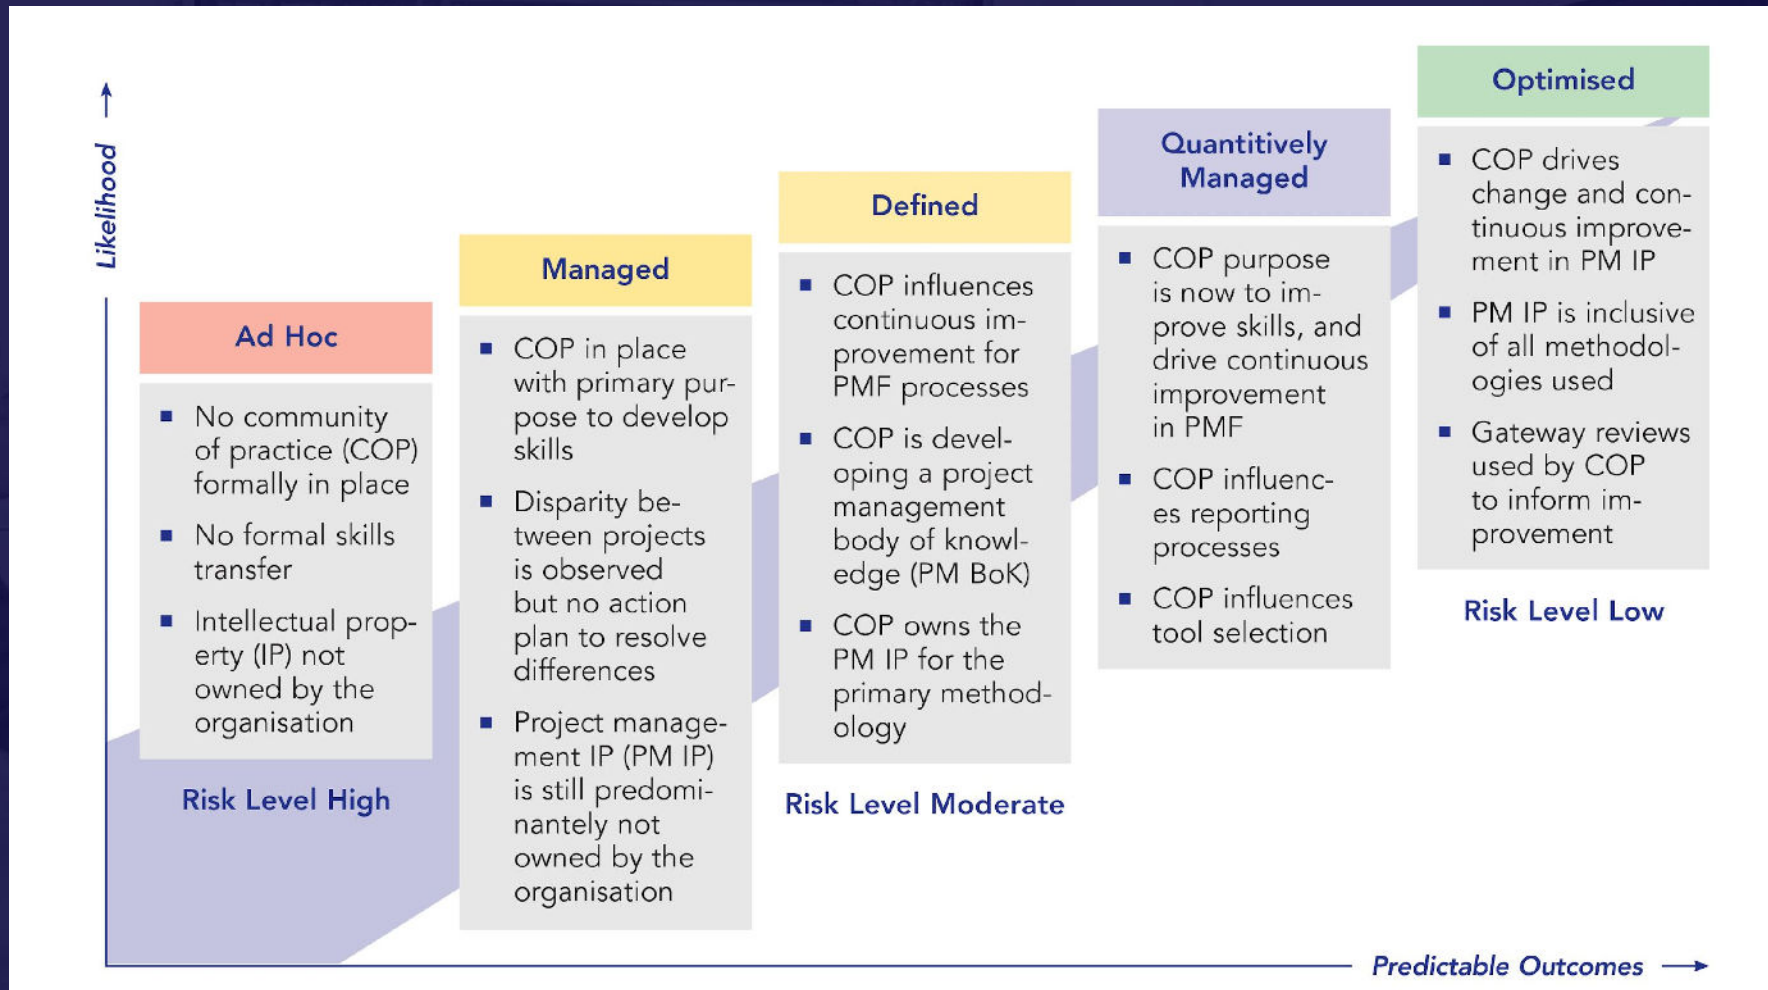 Likelihood
Ad Hoc
No community
of practice (COP)
formally in place
No formal skills
transfer
Intellectual prop-
erty (IP) not
owned by the
organisation
Risk Level High
Managed
COP in place
with primary pur-
pose to develop
skills
Disparity be-
tween projects
is observed
but no action
plan to resolve
differences
Project manage-
ment IP (PM IP)
is still predomi-
nantely not
owned by the
organisation
Defined
COP influences
continuous im-
provement for
PMF processes
COP is devel-
oping a project
management
body of knowl-
edge (PM BoK)
COP owns the
PM IP for the
primary method-
ology
Risk Level Moderate
Quantitively
Managed
COP purpose
is now to im-
prove skills, and
drive continuous
improvement
in PMF
COP influenc-
es reporting
processes
COP influences
tool selection
Optimised
COP drives
change and con-
tinuous improve-
ment in PM IP
PM IP is inclusive
of all methodol-
ogies used
Gateway reviews
used by COP
to inform im-
provement
Risk Level Low
Predictable Outcomes